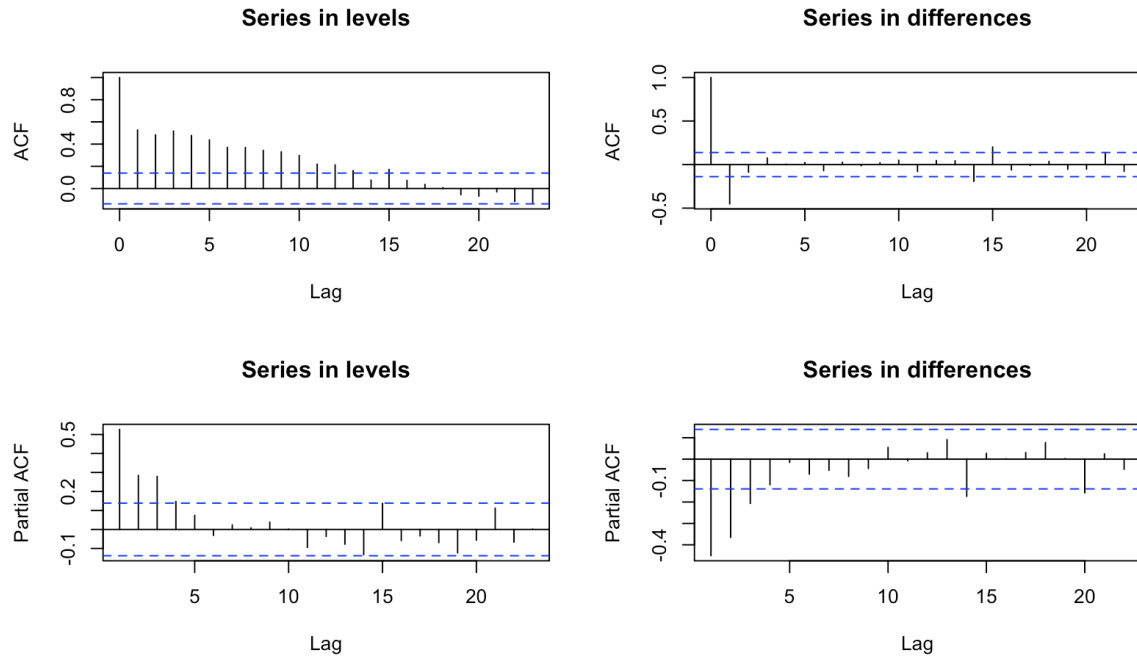 Series in levels
ACF
0.0 0.4 0.8
0 5 10 15 20
Lag
Series in differences
ACF
-0.5 0.5 1.0
0 5 10 15 20
Lag
Series in levels
Partial ACF
-0.1 0.2 0.5
5 10 15 20
Lag
Series in differences
Partial ACF
-0.4 -0.1
5 10 15 20
Lag